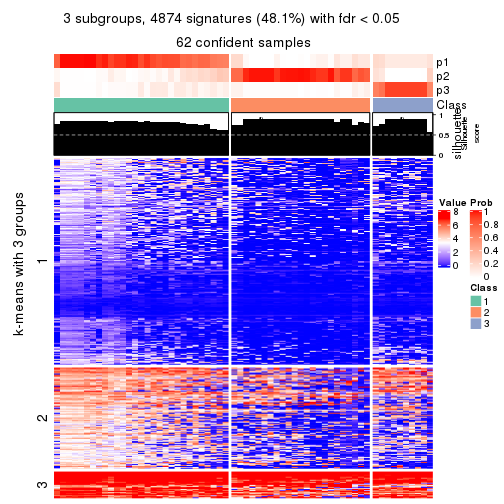 3 subgroups, 4874 signatures (48.1%) with fdr < 0.05
62 confident samples
p1
p2
p3
Class
1
0.5
0
silhouette
Silhouette
score
k-means with 3 groups
1
2
3
Value
8
6
4
2
0
Prob
1
0.8
0.6
0.4
0.2
0
Class
1
2
3